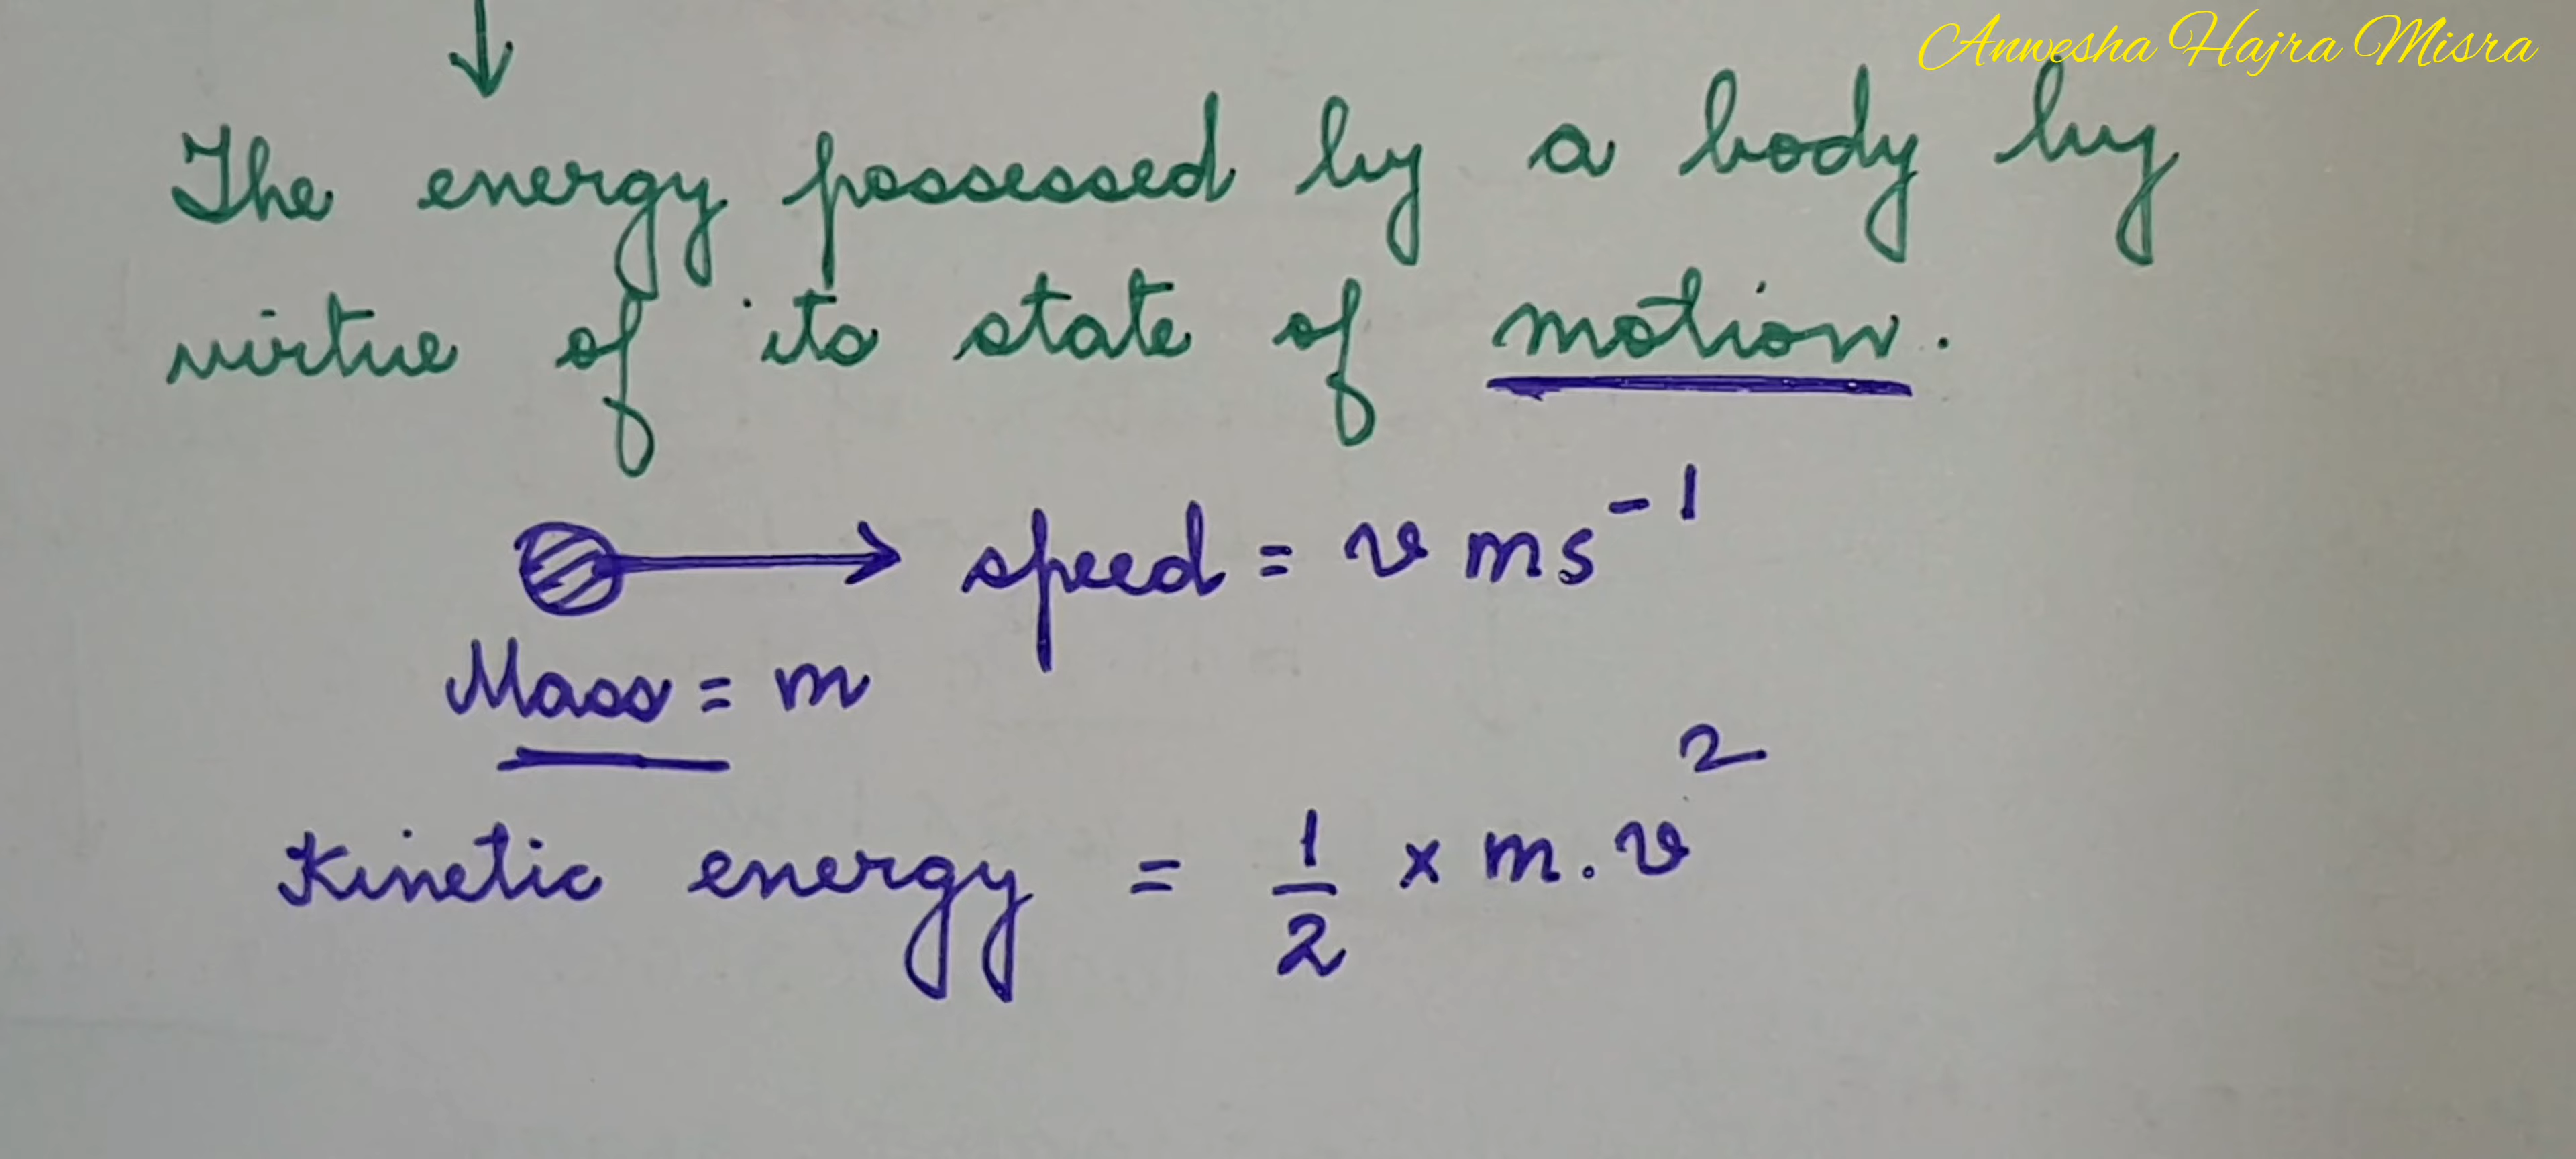 Anwesha Hajra Misra
The energy possessed by a body by
virtue of its state of motion.
speed = v ms⁻¹
Mass = m
Kinetic energy = 1/2 × m.v²